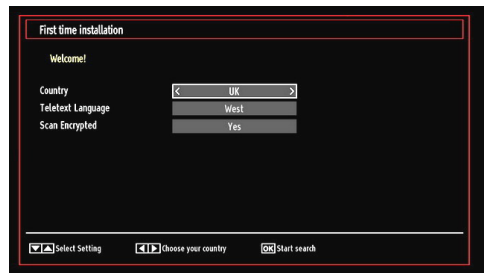 First time installation
Welcome!
Country < UK >
Teletext Language West
Scan Encrypted Yes
Select Setting Choose your country OK Start search